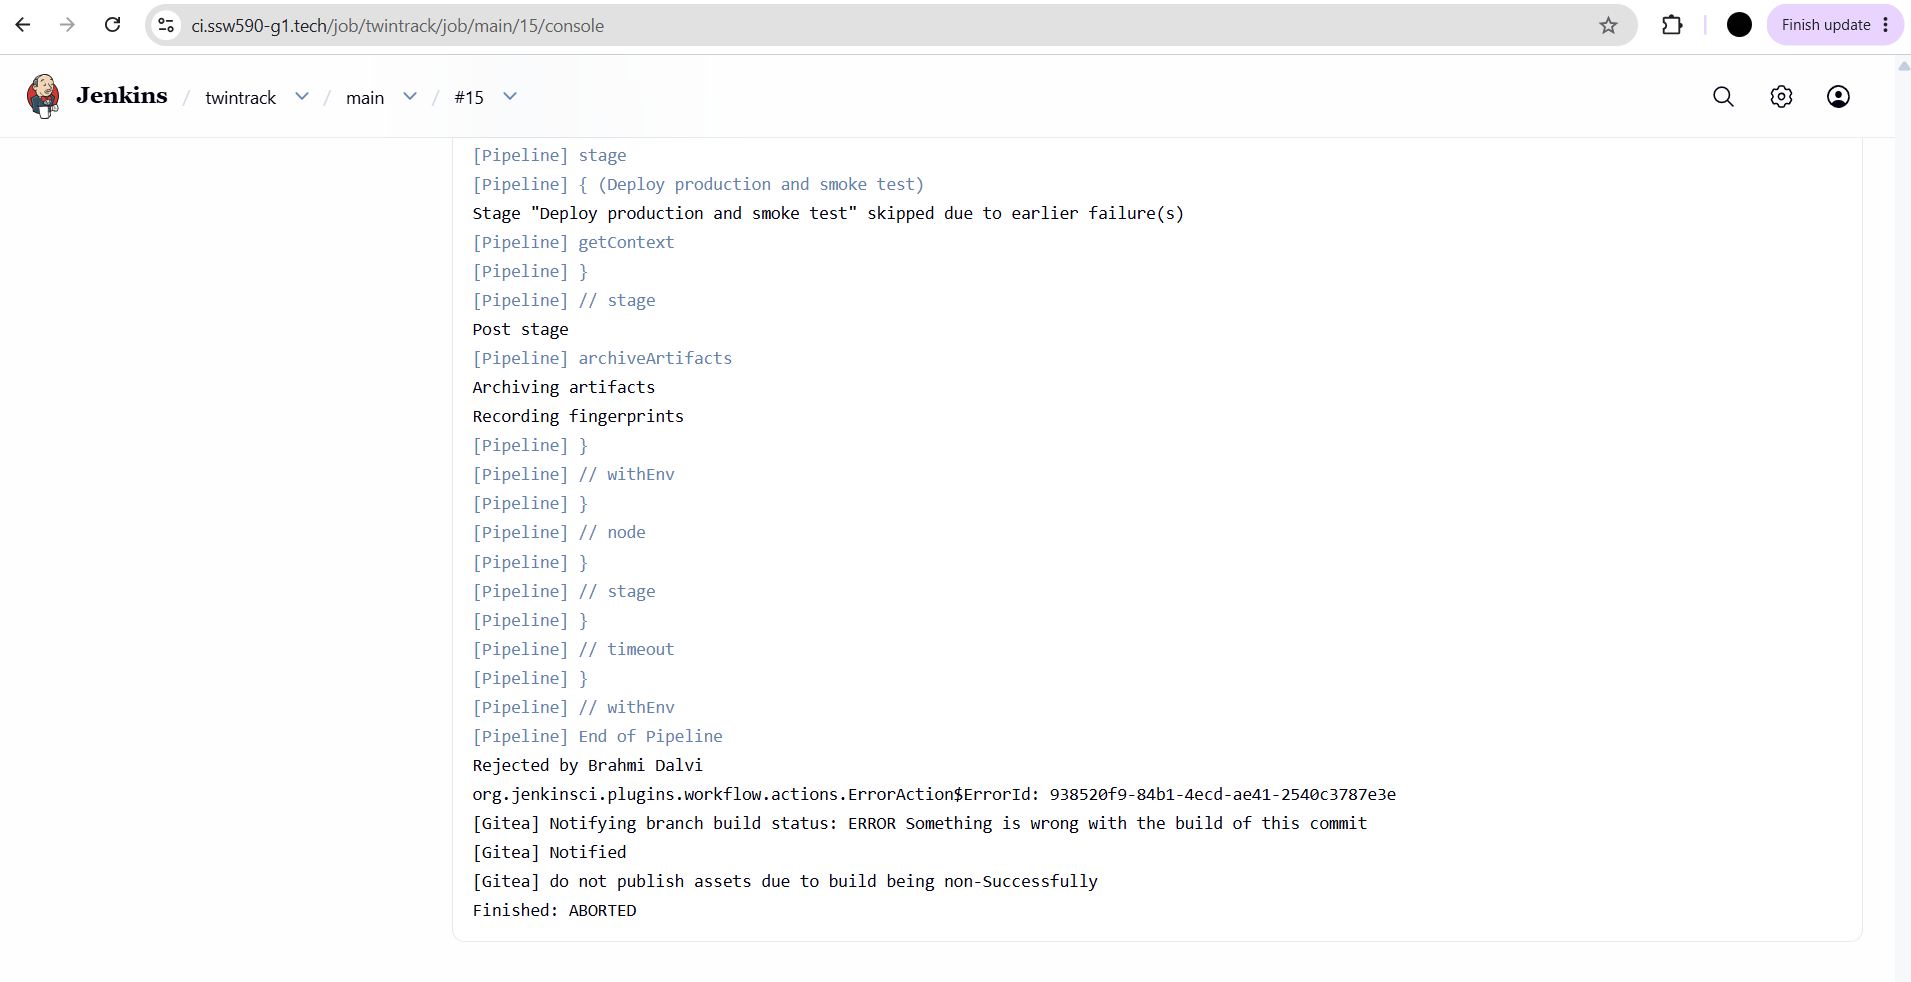 ci.ssw590-g1.tech/job/twintrack/job/main/15/console
Finish update
Jenkins / twintrack / main / #15
[Pipeline] stage
[Pipeline] { (Deploy production and smoke test)
Stage "Deploy production and smoke test" skipped due to earlier failure(s)
[Pipeline] getContext
[Pipeline] }
[Pipeline] // stage
Post stage
[Pipeline] archiveArtifacts
Archiving artifacts
Recording fingerprints
[Pipeline] }
[Pipeline] // withEnv
[Pipeline] }
[Pipeline] // node
[Pipeline] }
[Pipeline] // stage
[Pipeline] }
[Pipeline] // timeout
[Pipeline] }
[Pipeline] // withEnv
[Pipeline] End of Pipeline
Rejected by Brahmi Dalvi
org.jenkinsci.plugins.workflow.actions.ErrorAction$ErrorId: 938520f9-84b1-4ecd-ae41-2540c3787e3e
[Gitea] Notifying branch build status: ERROR Something is wrong with the build of this commit
[Gitea] Notified
[Gitea] do not publish assets due to build being non-Successfully
Finished: ABORTED